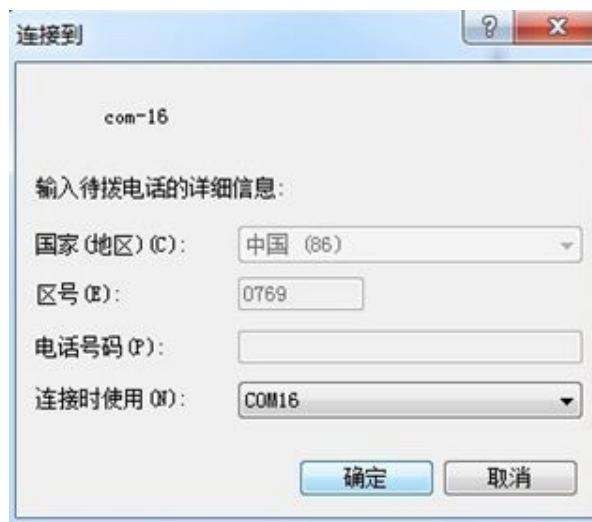 连接到
com-16
输入待拨电话的详细信息:
国家(地区)(C): 中国 (86)
区号(E): 0769
电话号码(P):
连接时使用(N): COM16
确定 取消